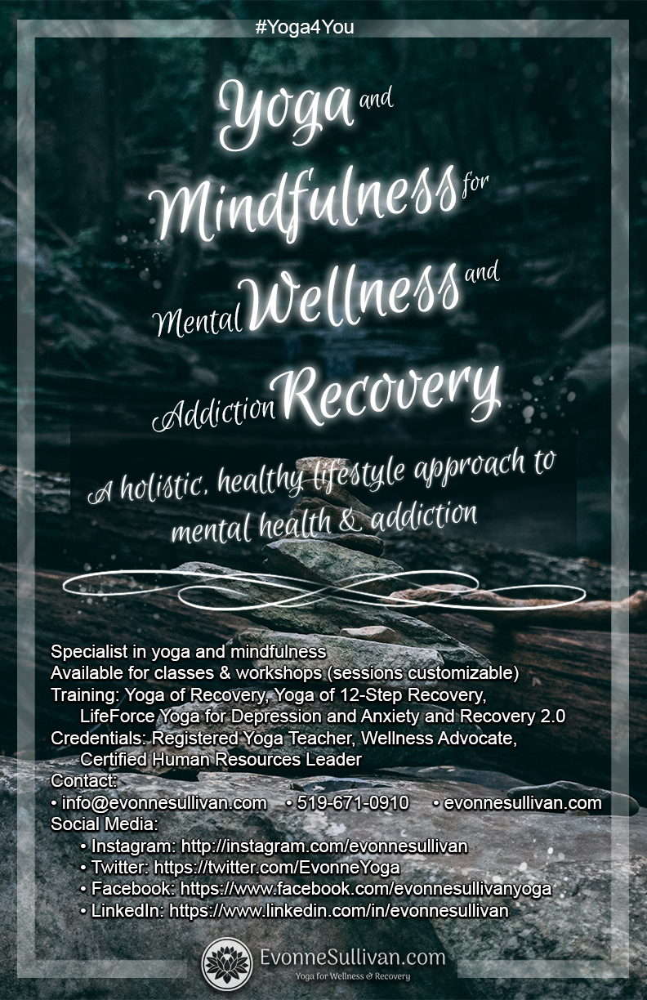 #Yoga4You
Yoga and
Mindfulness for
Mental Wellness and
Addiction Recovery
A holistic, healthy lifestyle approach to
mental health & addiction
Specialist in yoga and mindfulness
Available for classes & workshops (sessions customizable)
Training: Yoga of Recovery, Yoga of 12-Step Recovery,
LifeForce Yoga for Depression and Anxiety and Recovery 2.0
Credentials: Registered Yoga Teacher, Wellness Advocate,
Certified Human Resources Leader
Contact:
• info@evonnesullivan.com • 519-671-0910 • evonnesullivan.com
Social Media:
• Instagram: http://instagram.com/evonnesullivan
• Twitter: https://twitter.com/EvonneYoga
• Facebook: https://www.facebook.com/evonnesullivanyoga
• LinkedIn: https://www.linkedin.com/in/evonnesullivan
EvonneSullivan.com
Yoga for Wellness & Recovery